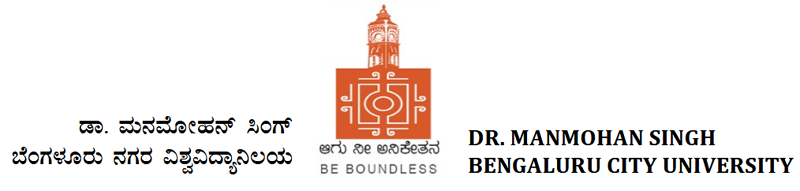 ಡಾ. ಮನಮೋಹನ್ ಸಿಂಗ್
ಬೆಂಗಳೂರು ನಗರ ವಿಶ್ವವಿದ್ಯಾನಿಲಯ
ಆಗು ನೀ ಅನಿಕೇತನ
BE BOUNDLESS
DR. MANMOHAN SINGH
BENGALURU CITY UNIVERSITY